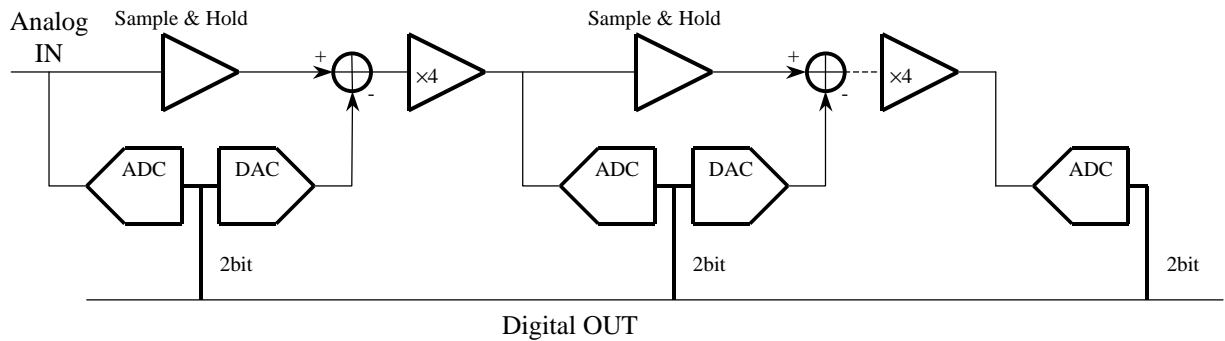 Analog
IN
Sample & Hold
Sample & Hold
+
-
×4
+
-
×4
ADC
DAC
ADC
DAC
ADC
2bit
2bit
2bit
Digital OUT